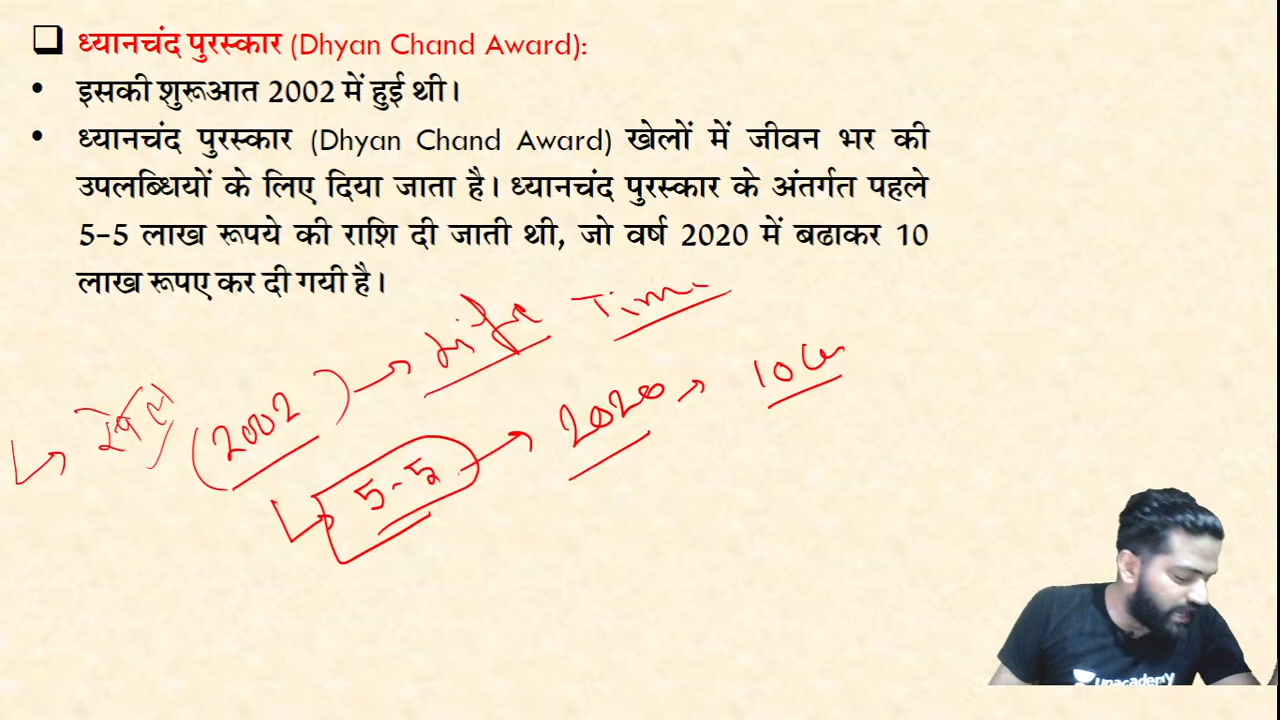 ध्यानचंद पुरस्कार (Dhyan Chand Award):
• इसकी शुरूआत 2002 में हुई थी।
• ध्यानचंद पुरस्कार (Dhyan Chand Award) खेलों में जीवन भर की
उपलब्धियों के लिए दिया जाता है। ध्यानचंद पुरस्कार के अंतर्गत पहले
5-5 लाख रूपये की राशि दी जाती थी, जो वर्ष 2020 में बढाकर 10
लाख रूपए कर दी गयी है।
(2002) → Life Time
5-5 → 2020 → 10
unacademy